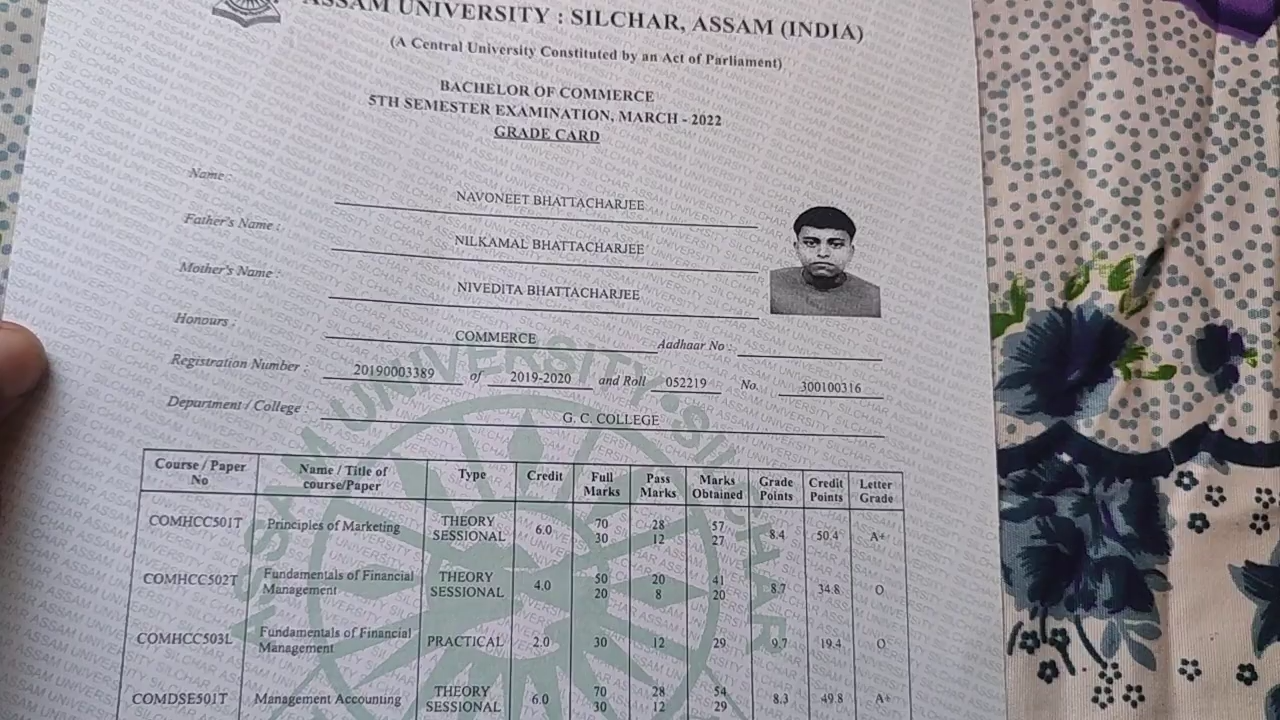 ASSAM UNIVERSITY : SILCHAR, ASSAM (INDIA)
(A Central University Constituted by an Act of Parliament)
BACHELOR OF COMMERCE
5TH SEMESTER EXAMINATION, MARCH - 2022
GRADE CARD
Name :
NAVONEET BHATTACHARJEE
Father's Name :
NILKAMAL BHATTACHARJEE
Mother's Name :
NIVEDITA BHATTACHARJEE
Honours :
COMMERCE Aadhaar No :
Registration Number : 20190003389 of 2019-2020 and Roll 052219 No. 300100316
Department / College :
G. C. COLLEGE
Course / Paper No Name / Title of course/Paper Type Credit Full Marks Pass Marks Marks Obtained Grade Points Credit Points Letter Grade
COMHCC501T Principles of Marketing THEORY SESSIONAL 6.0 70 30 28 12 57 27 8.4 50.4 A+
COMHCC502T Fundamentals of Financial Management THEORY SESSIONAL 4.0 50 20 20 8 41 20 8.7 34.8 O
COMHCC503L Fundamentals of Financial Management PRACTICAL 2.0 30 12 29 9.7 19.4 O
COMDSE501T Management Accounting THEORY SESSIONAL 6.0 70 30 28 12 54 29 8.3 49.8 A+